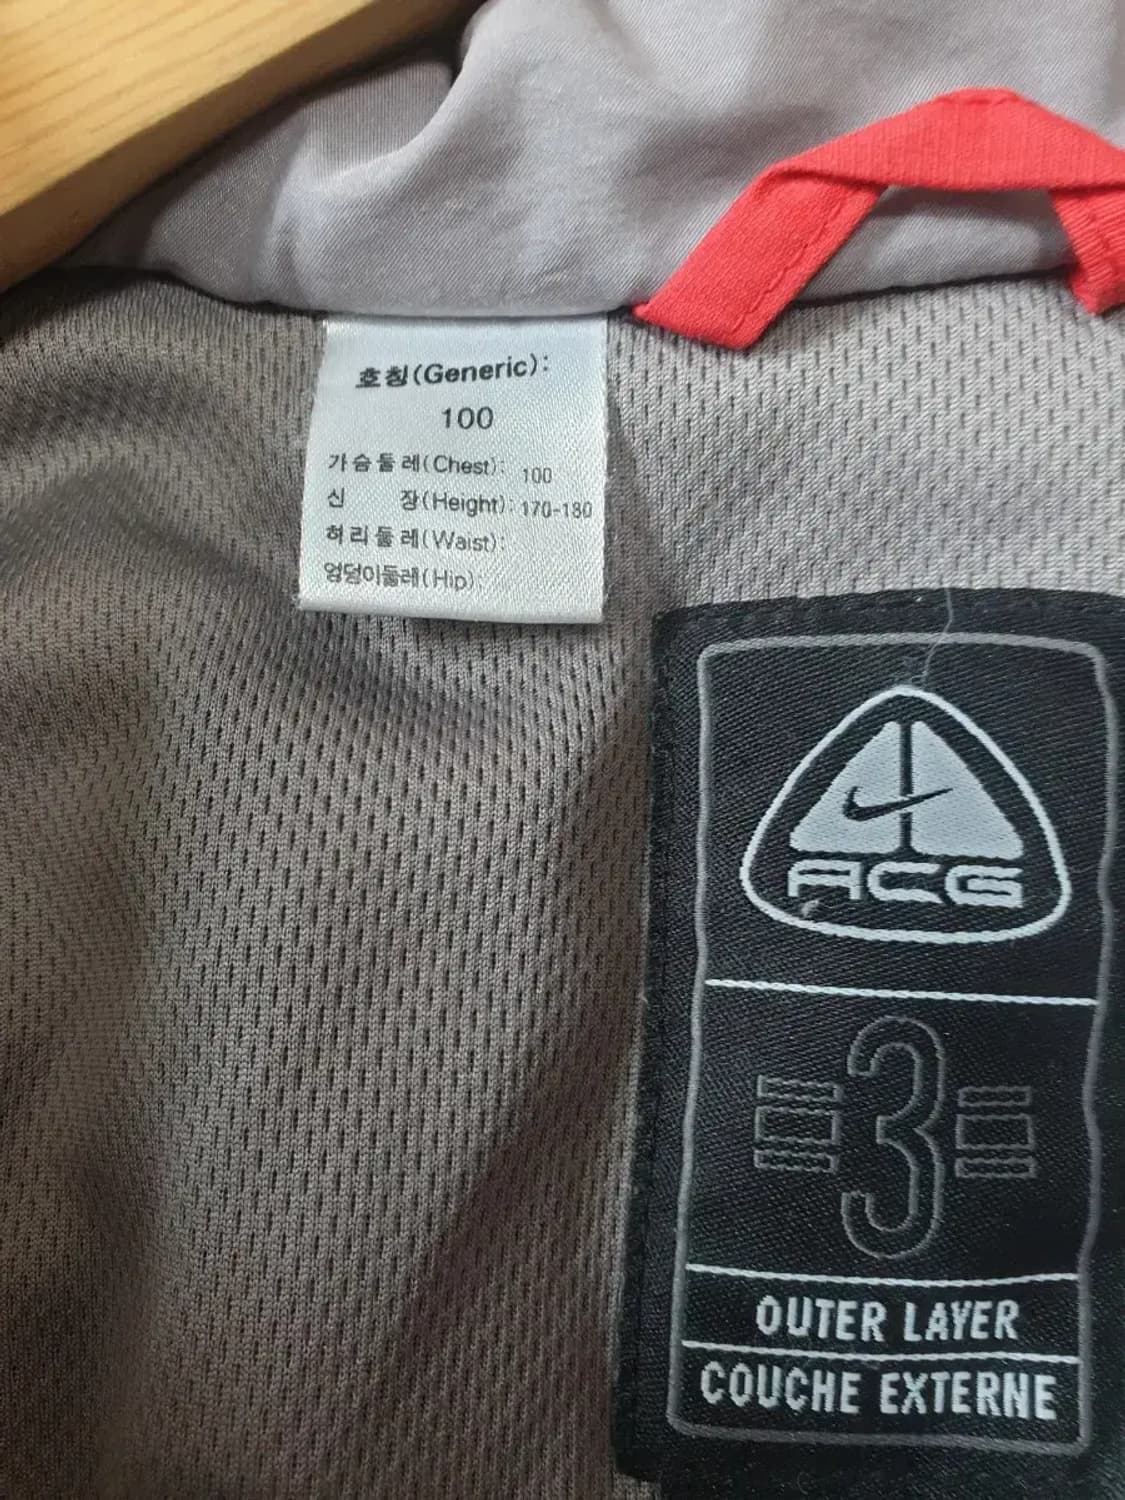 호칭(Generic):
100
가슴둘레(Chest): 100
신 장(Height): 170-180
허리둘레(Waist):
엉덩이둘레(Hip):
ACG
3
OUTER LAYER
COUCHE EXTERNE